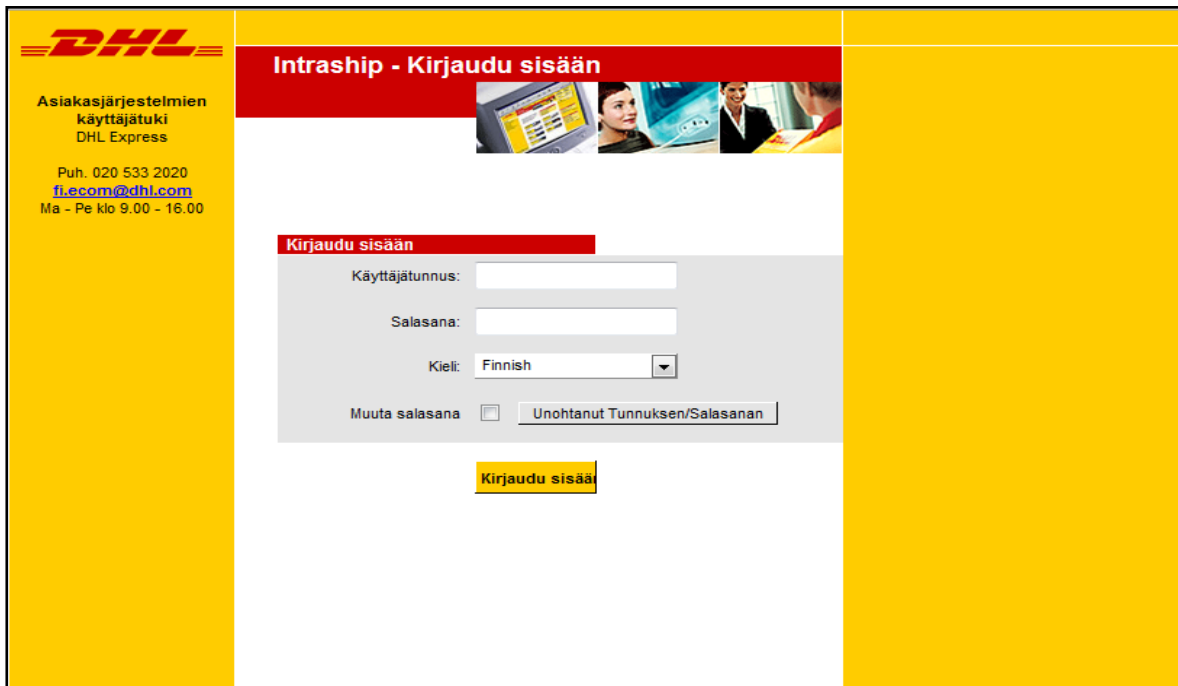 DHL
Asiakasjärjestelmien
käyttäjätuki
DHL Express
Puh. 020 533 2020
fi.ecom@dhl.com
Ma - Pe klo 9.00 - 16.00
Intraship - Kirjaudu sisään
Kirjaudu sisään
Käyttäjätunnus:
Salasana:
Kieli: Finnish
Muuta salasana Unohtanut Tunnuksen/Salasanan
Kirjaudu sisää